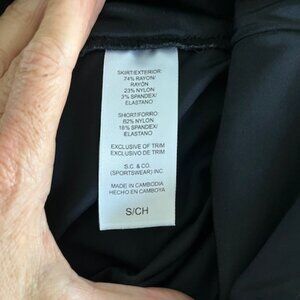 SKIRT/EXTERIOR:
74% RAYON/
RAYÓN
23% NYLON
3% SPANDEX/
ELASTANO
SHORT/FORRO:
82% NYLON
18% SPANDEX/
ELASTANO
EXCLUSIVE OF TRIM
EXCLUSIVO DE TRIM
S.C. & CO.
(SPORTSWEAR) INC
MADE IN CAMBODIA
HECHO EN CAMBOYA
S/CH